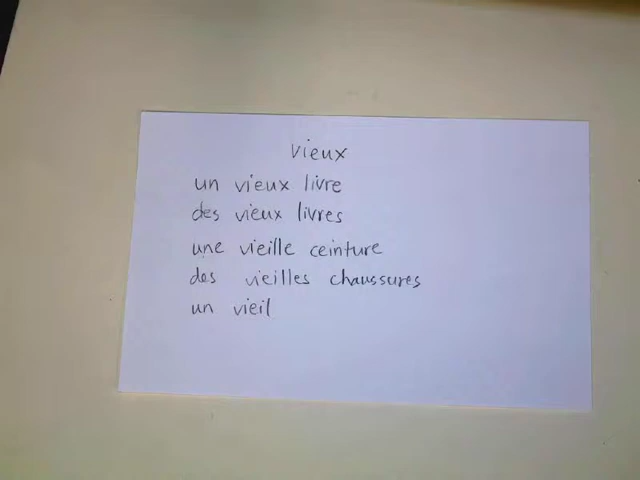 vieux
un vieux livre
des vieux livres
une vieille ceinture
des vieilles chaussures
un vieil